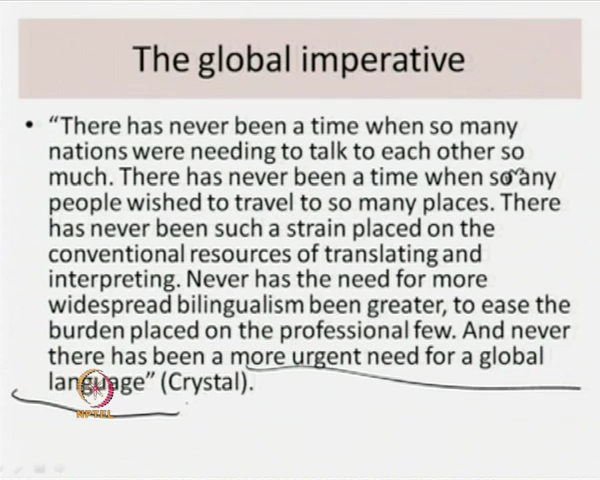 The global imperative
• “There has never been a time when so many
nations were needing to talk to each other so
much. There has never been a time when so any
people wished to travel to so many places. There
has never been such a strain placed on the
conventional resources of translating and
interpreting. Never has the need for more
widespread bilingualism been greater, to ease the
burden placed on the professional few. And never
there has been a more urgent need for a global
language” (Crystal).
NPTEL